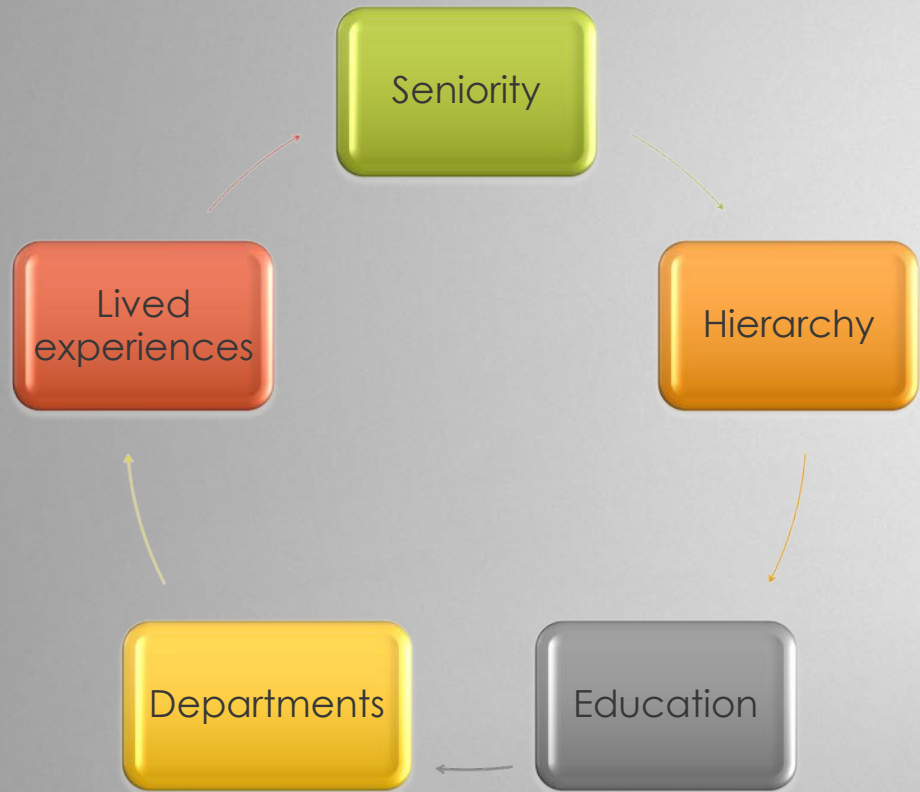 Seniority
Hierarchy
Education
Departments
Lived
experiences